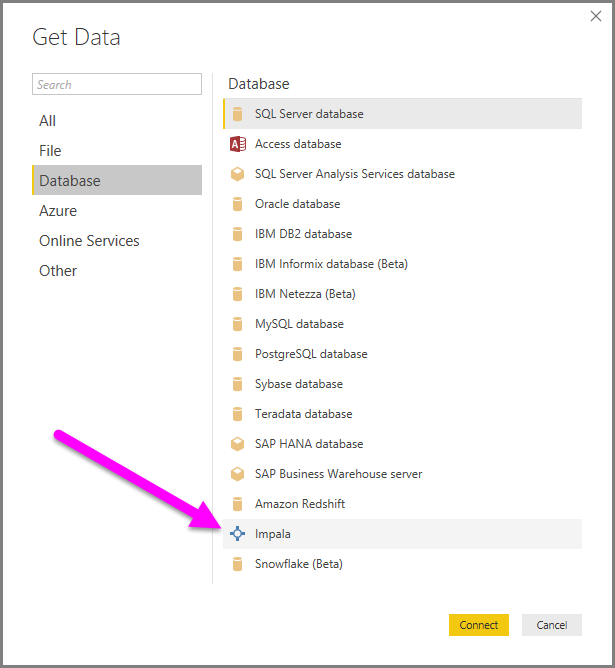 Get Data
Search
All
File
Database
Azure
Online Services
Other
Database
SQL Server database
Access database
SQL Server Analysis Services database
Oracle database
IBM DB2 database
IBM Informix database (Beta)
IBM Netezza (Beta)
MySQL database
PostgreSQL database
Sybase database
Teradata database
SAP HANA database
SAP Business Warehouse server
Amazon Redshift
Impala
Snowflake (Beta)
Connect
Cancel